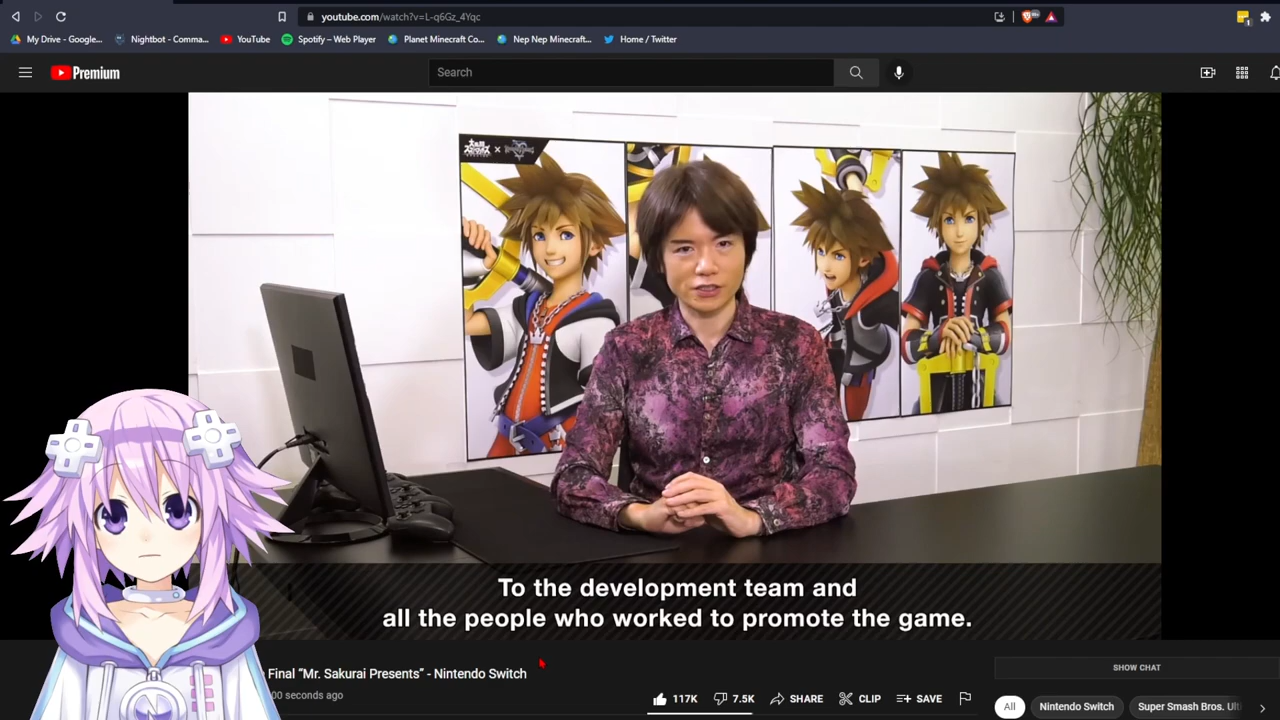 youtube.com/watch?v=L-q6Gz_4Yqc
My Drive - Google...
Nightbot - Comma...
YouTube
Spotify – Web Player
Planet Minecraft Co...
Nep Nep Minecraft...
Home / Twitter
Premium
Search
To the development team and
all the people who worked to promote the game.
Final “Mr. Sakurai Presents” - Nintendo Switch
00 seconds ago
117K
7.5K
SHARE
CLIP
SAVE
SHOW CHAT
All
Nintendo Switch
Super Smash Bros. Ulti